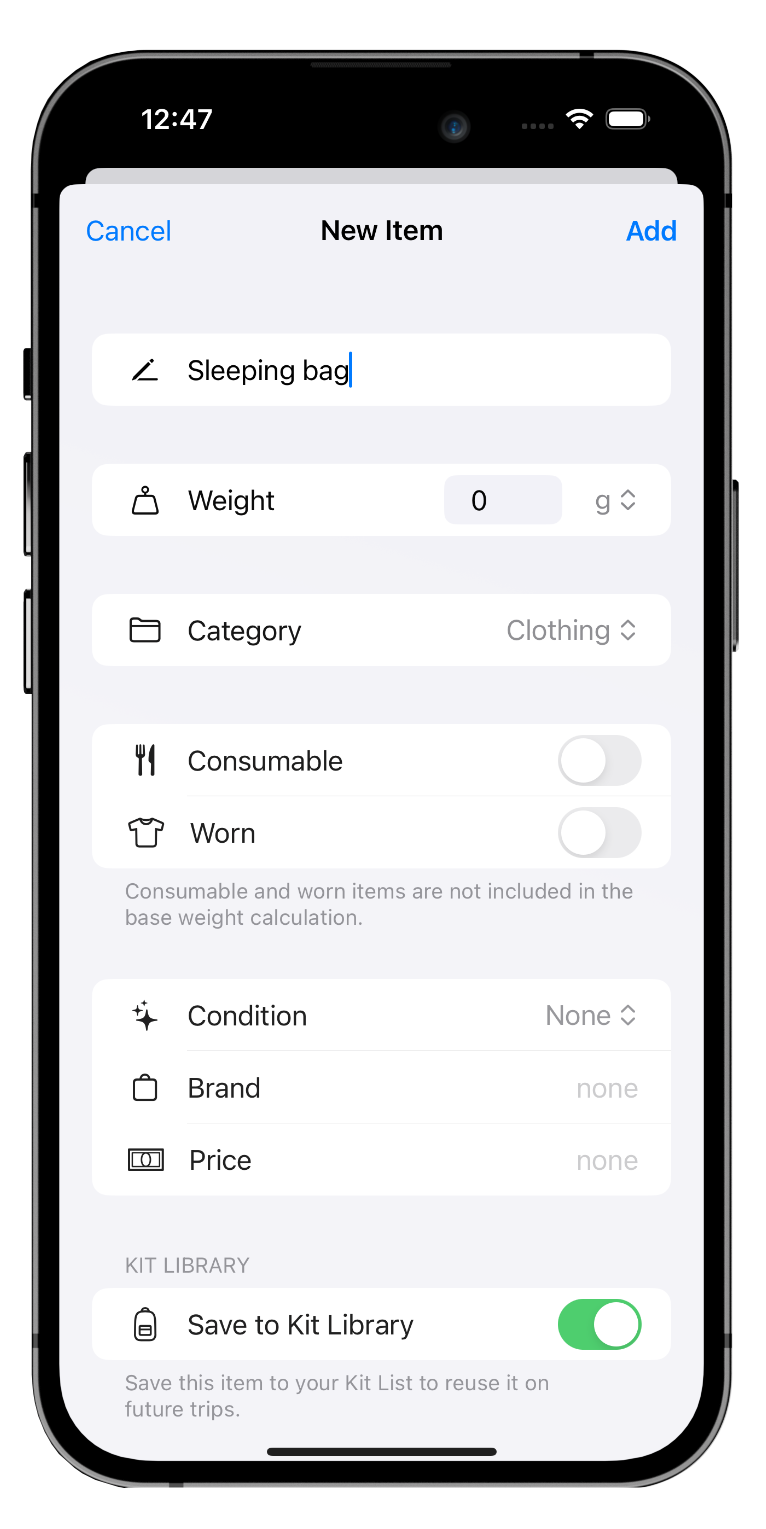 12:47
Cancel New Item Add
Sleeping bag
Weight 0 g
Category Clothing
Consumable
Worn
Consumable and worn items are not included in the
base weight calculation.
Condition None
Brand none
Price none
KIT LIBRARY
Save to Kit Library
Save this item to your Kit List to reuse it on
future trips.